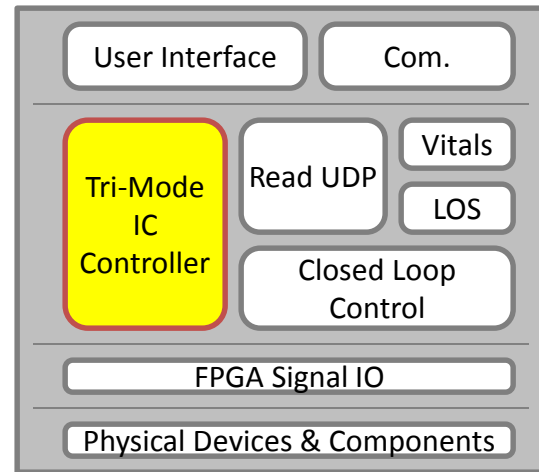 User Interface
Com.
Tri-Mode
IC
Controller
Read UDP
Vitals
LOS
Closed Loop
Control
FPGA Signal IO
Physical Devices & Components